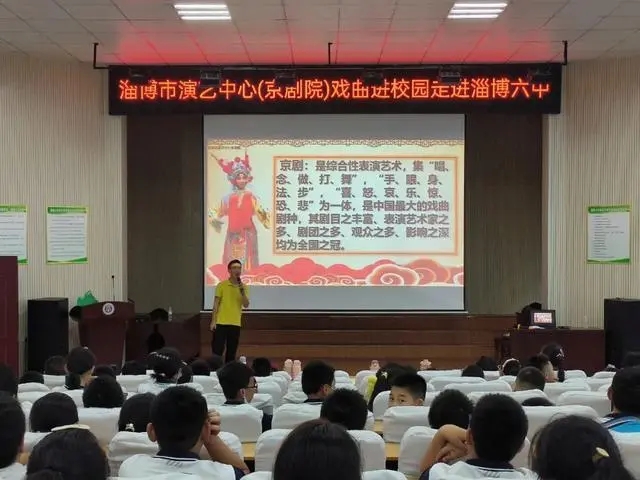 淄博市演艺中心(京剧院)戏曲进校园走进淄博六中
京剧：是综合性表演艺术，集“唱、
念、做、打、舞”，“手、眼、身、
法、步”，“喜、怒、哀、乐、惊、
恐、悲”为一体，是中国最大的戏曲
剧种，其剧目之丰富、表演艺术家之
多、剧团之多、观众之多、影响之深
均为全国之冠。